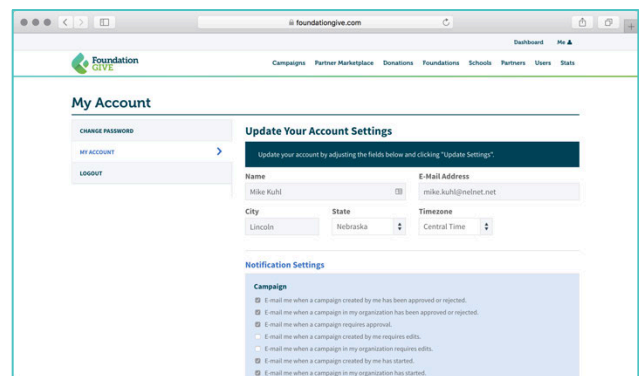 foundationgive.com
Dashboard Me
Foundation
GIVE
Campaigns Partner Marketplace Donations Foundations Schools Partners Users Stats
My Account
CHANGE PASSWORD
MY ACCOUNT
LOGOUT
Update Your Account Settings
Update your account by adjusting the fields below and clicking "Update Settings".
Name E-Mail Address
Mike Kuhl mike.kuhl@nelnet.net
City State Timezone
Lincoln Nebraska Central Time
Notification Settings
Campaign
E-mail me when a campaign created by me has been approved or rejected.
E-mail me when a campaign in my organization has been approved or rejected.
E-mail me when a campaign requires approval.
E-mail me when a campaign created by me requires edits.
E-mail me when a campaign in my organization requires edits.
E-mail me when a campaign created by me has started.
E-mail me when a campaign in my organization has started.